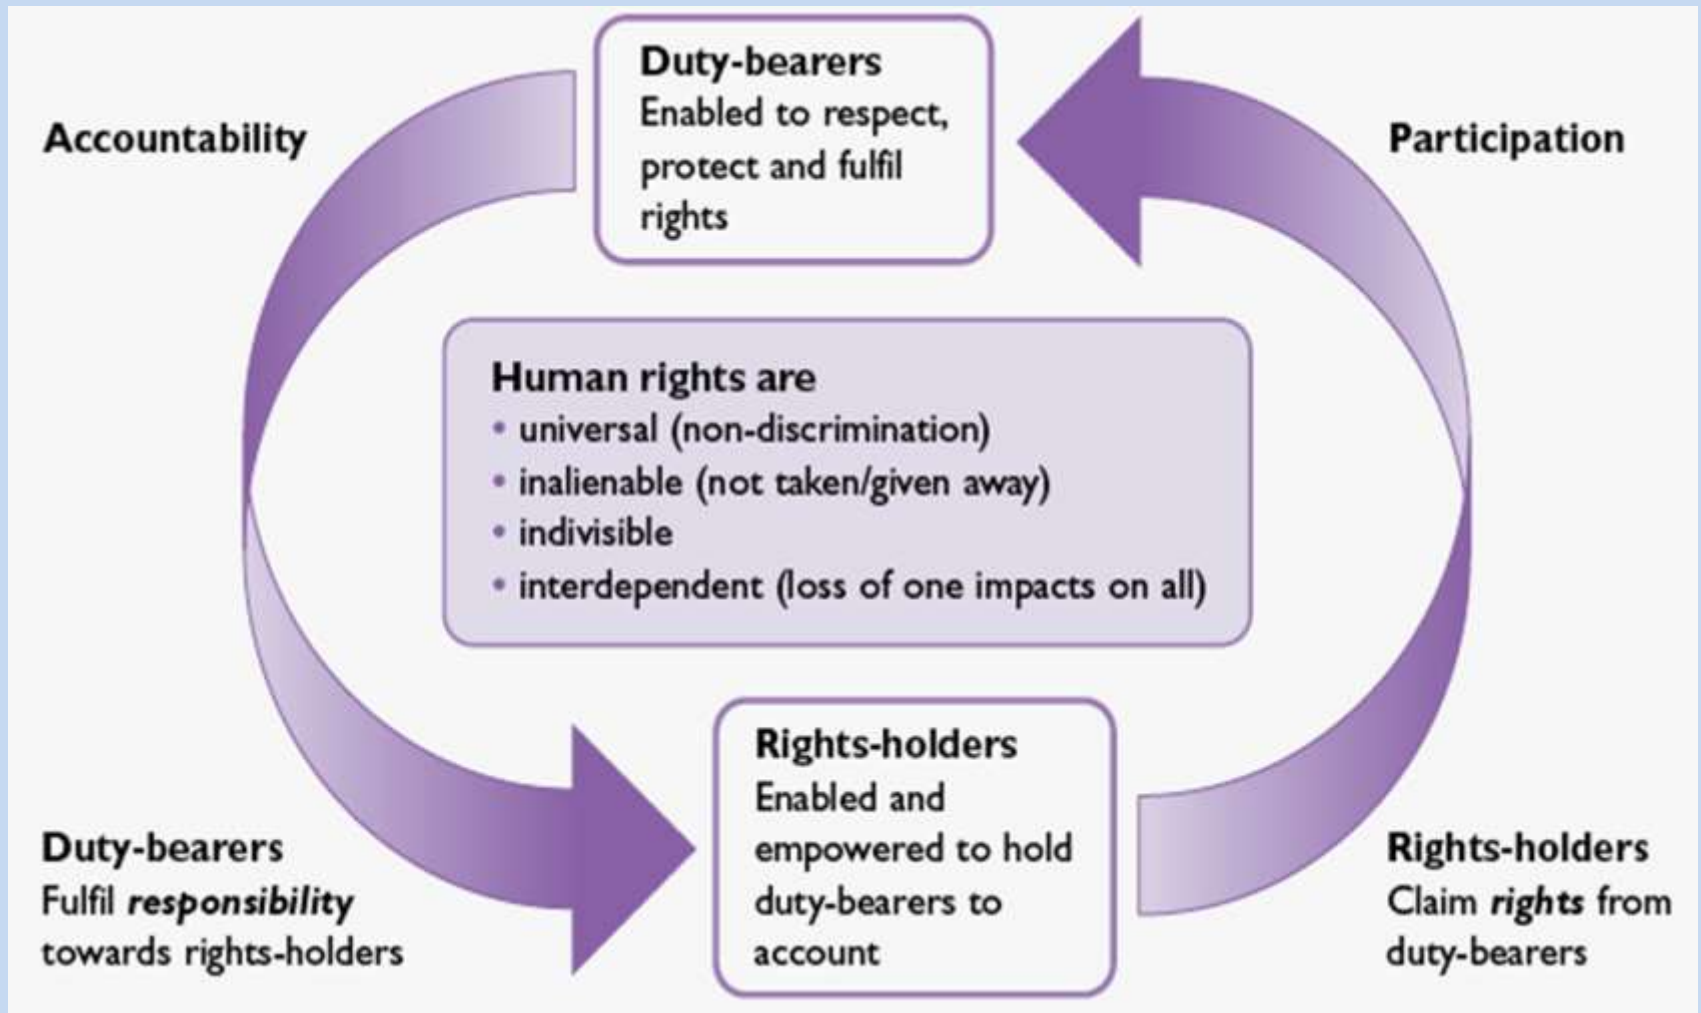 Duty-bearers
Enabled to respect,
protect and fulfil
rights
Accountability
Participation
Human rights are
• universal (non-discrimination)
• inalienable (not taken/given away)
• indivisible
• interdependent (loss of one impacts on all)
Duty-bearers
Fulfil responsibility
towards rights-holders
Rights-holders
Enabled and
empowered to hold
duty-bearers to
account
Rights-holders
Claim rights from
duty-bearers